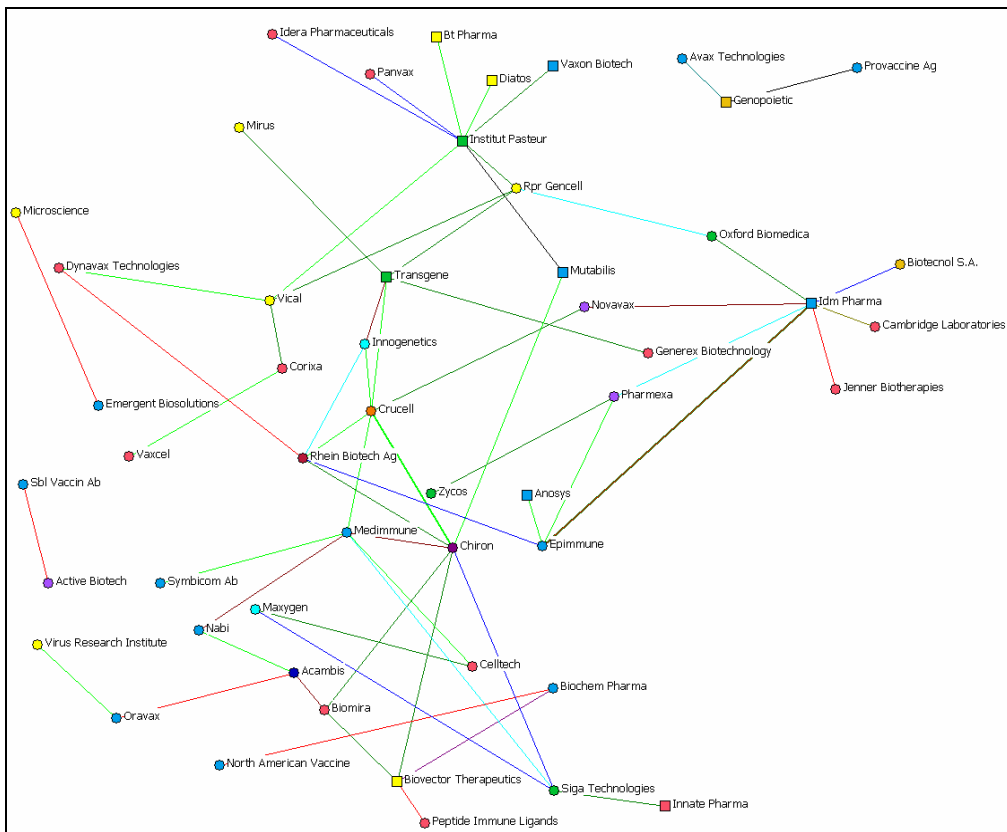 Idera Pharmaceuticals
Bt Pharma
Avax Technologies
Vaxon Biotech
Provaccine Ag
Panvax
Diatos
Genopoietic
Mirus
Institut Pasteur
Rpr Gencell
Microscience
Oxford Biomedica
Dynavax Technologies
Biotecnol S.A.
Transgene
Mutabilis
Vical
Novavax
Idm Pharma
Cambridge Laboratories
Innogenetics
Generex Biotechnology
Corixa
Jenner Biotherapies
Pharmexa
Emergent Biosolutions
Crucell
Vaxcel
Rhein Biotech Ag
Sbl Vaccin Ab
Zycos
Anosys
Medimmune
Chiron
Epimmune
Active Biotech
Symbicom Ab
Maxygen
Nabi
Virus Research Institute
Celltech
Acambis
Biochem Pharma
Oravax
Biomira
North American Vaccine
Biovector Therapeutics
Siga Technologies
Innate Pharma
Peptide Immune Ligands